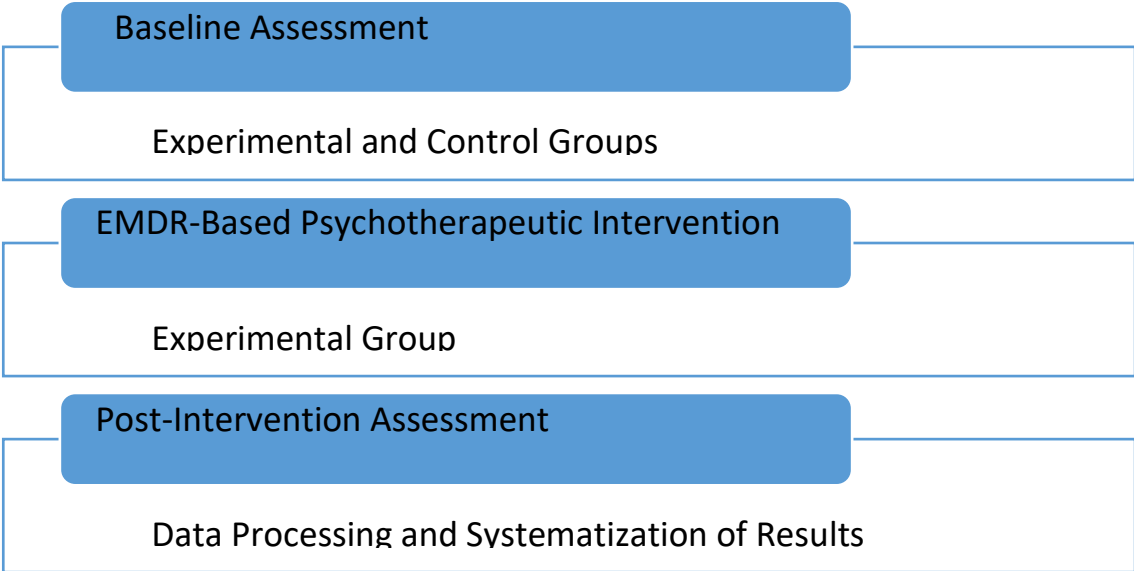 Baseline Assessment
Experimental and Control Groups
EMDR-Based Psychotherapeutic Intervention
Experimental Group
Post-Intervention Assessment
Data Processing and Systematization of Results